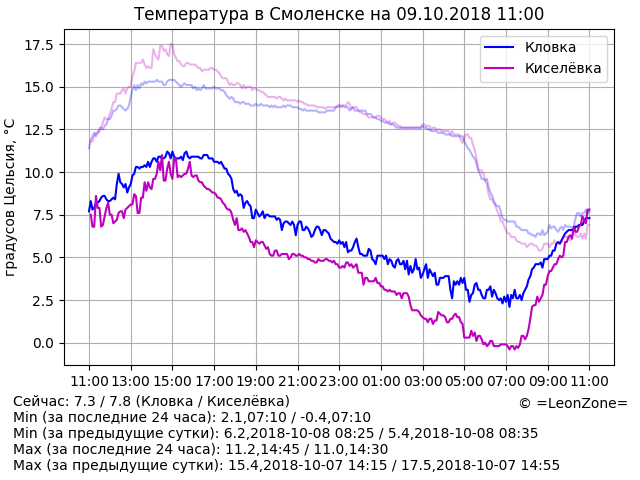 Температура в Смоленске на 09.10.2018 11:00
градусов Цельсия, °C
17.5
15.0
12.5
10.0
7.5
5.0
2.5
0.0
Кловка
Киселёвка
11:00 13:00 15:00 17:00 19:00 21:00 23:00 01:00 03:00 05:00 07:00 09:00 11:00
Сейчас: 7.3 / 7.8 (Кловка / Киселёвка)
© =LeonZone=
Min (за последние 24 часа): 2.1,07:10 / -0.4,07:10
Min (за предыдущие сутки): 6.2,2018-10-08 08:25 / 5.4,2018-10-08 08:35
Max (за последние 24 часа): 11.2,14:45 / 11.0,14:30
Max (за предыдущие сутки): 15.4,2018-10-07 14:15 / 17.5,2018-10-07 14:55